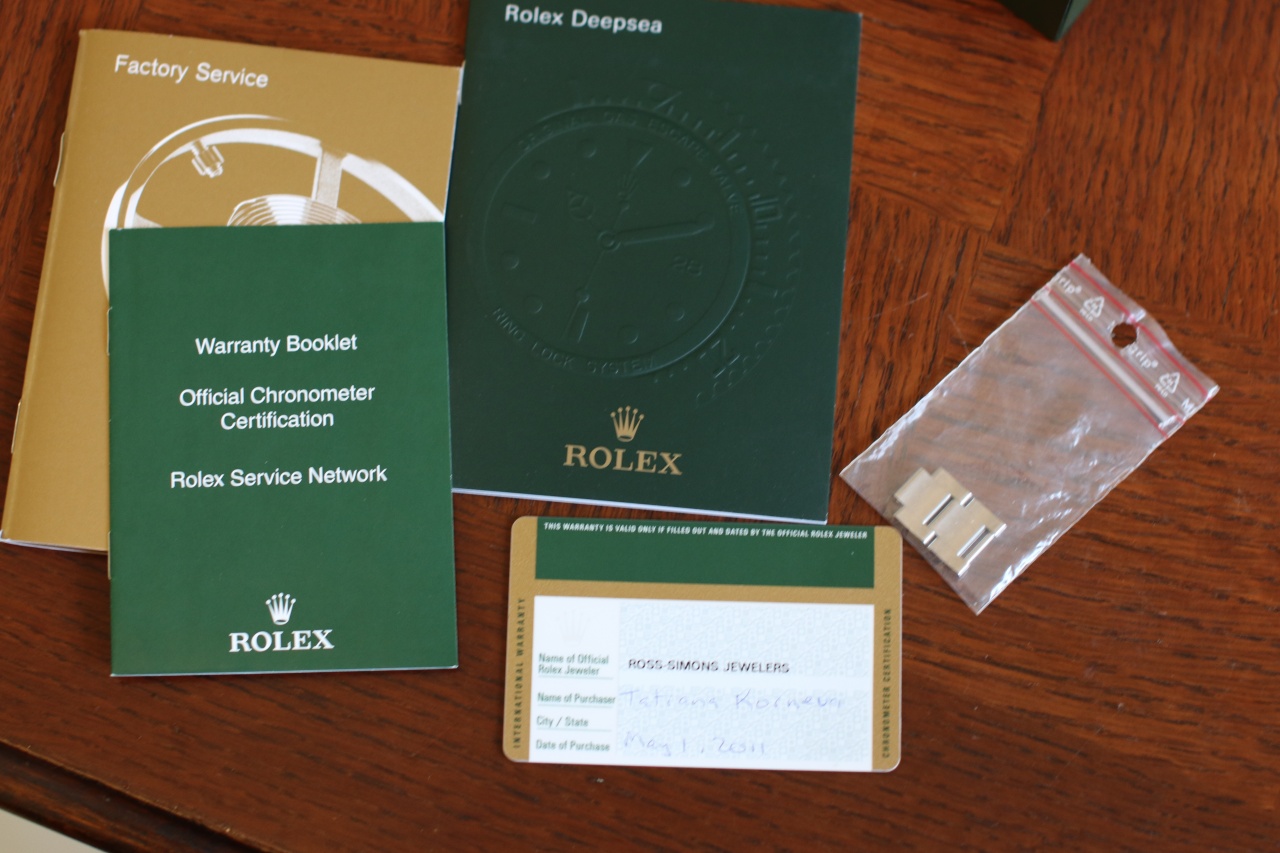 Factory Service
Rolex Deepsea
RING LOCK SYSTEM
ROLEX
Warranty Booklet
Official Chronometer
Certification
Rolex Service Network
ROLEX
THIS WARRANTY IS VALID ONLY IF FILLED OUT AND DATED BY THE OFFICIAL ROLEX JEWELER
INTERNATIONAL WARRANTY
Name of Official
Rolex Jeweler
ROSS-SIMONS JEWELERS
Name of Purchaser Tatiana Korneva
City / State
Date of Purchase May 1, 2011
CHRONOMETER CERTIFICATION